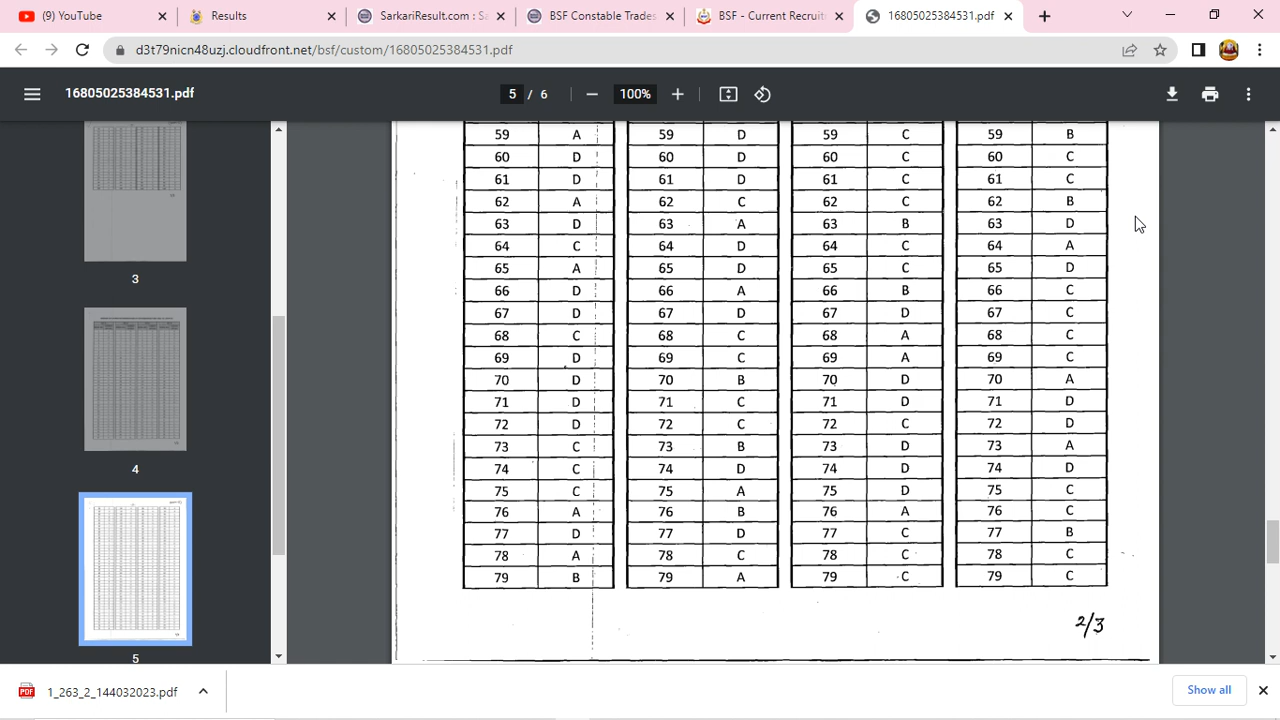 (9) YouTube
Results
SarkariResult.com : Sa
BSF Constable Trades
BSF - Current Recruit
16805025384531.pdf
d3t79nicn48uzj.cloudfront.net/bsf/custom/16805025384531.pdf
16805025384531.pdf
5 / 6
100%
3
4
5
59 A 59 D 59 C 59 B
60 D 60 D 60 C 60 C
61 D 61 D 61 C 61 C
62 A 62 C 62 C 62 B
63 D 63 A 63 B 63 D
64 C 64 D 64 C 64 A
65 A 65 D 65 C 65 D
66 D 66 A 66 B 66 C
67 D 67 D 67 D 67 C
68 C 68 C 68 A 68 C
69 D 69 C 69 A 69 C
70 D 70 B 70 D 70 A
71 D 71 C 71 D 71 D
72 D 72 C 72 C 72 D
73 C 73 B 73 D 73 A
74 C 74 D 74 D 74 D
75 C 75 A 75 D 75 C
76 A 76 B 76 A 76 C
77 D 77 D 77 C 77 B
78 A 78 C 78 C 78 C
79 B 79 A 79 C 79 C
2/3
1_263_2_144032023.pdf
Show all